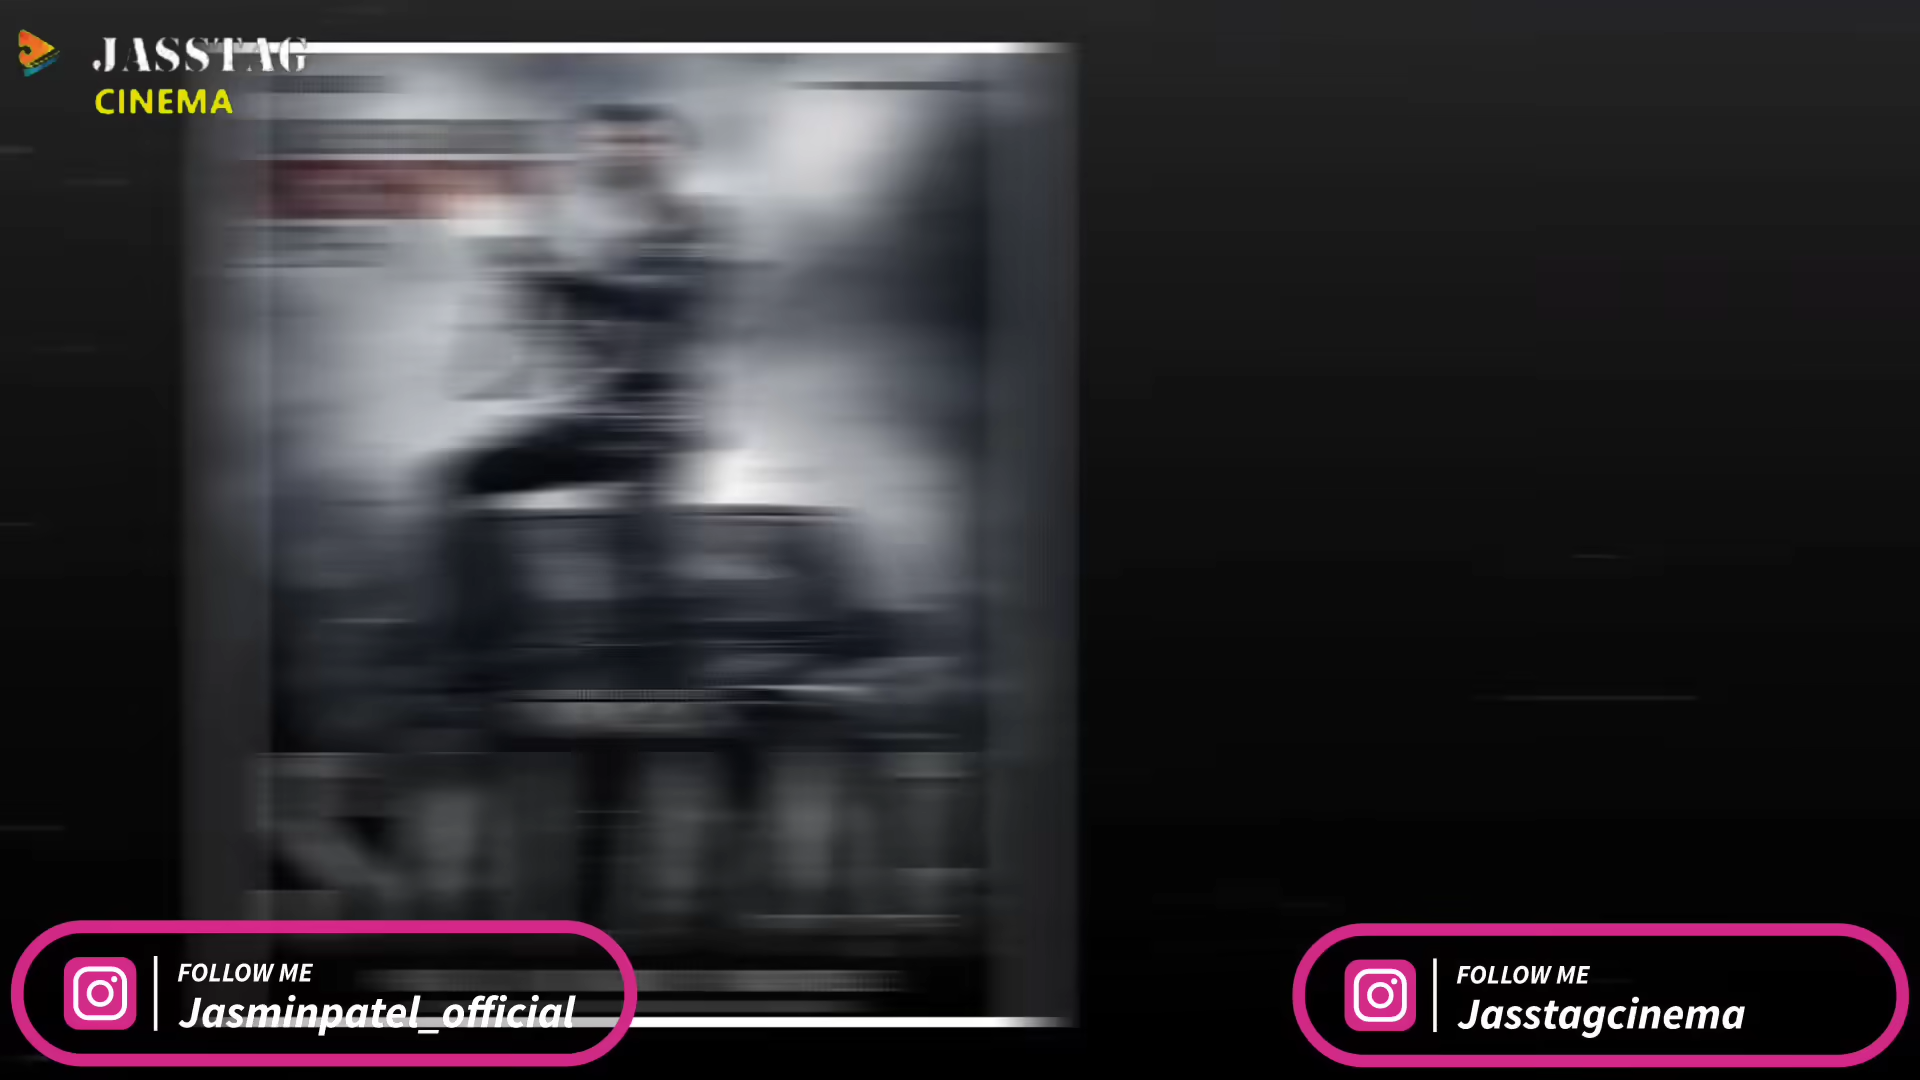 JASSTAG
CINEMA
FOLLOW ME
Jasminpatel_official
FOLLOW ME
Jasstagcinema